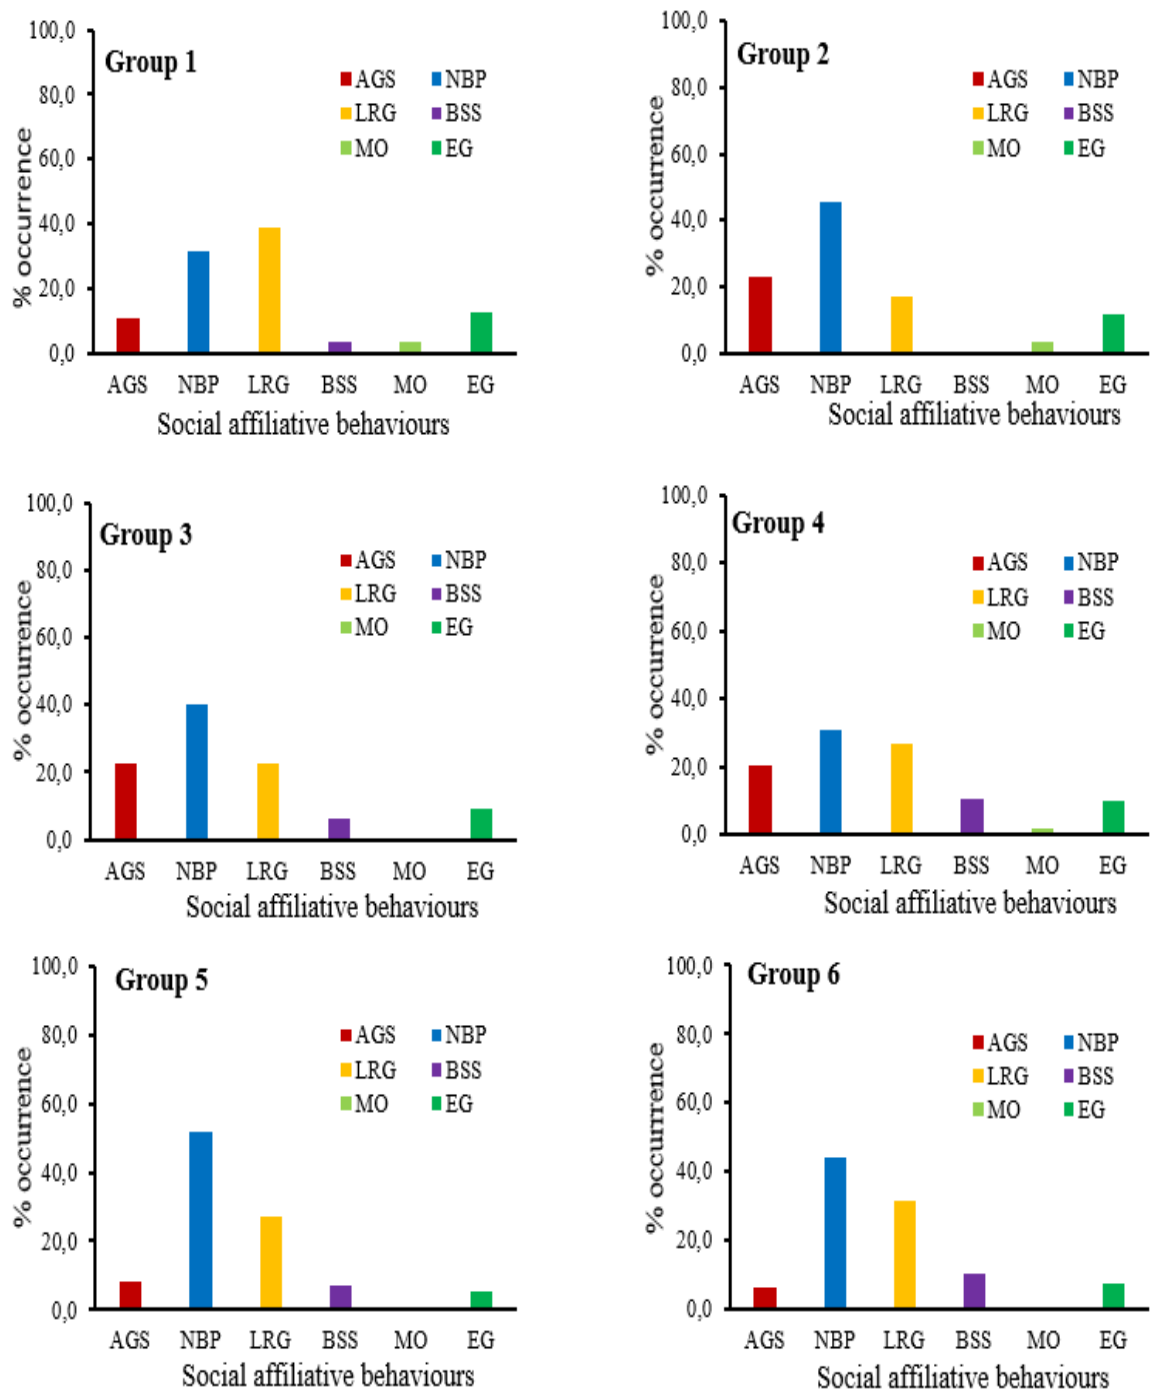 Group 1
AGS NBP
LRG BSS
MO EG
100,0
80,0
60,0
40,0
20,0
0,0
% occurrence
AGS NBP LRG BSS MO EG
Social affiliative behaviours
Group 2
AGS NBP
LRG BSS
MO EG
100,0
80,0
60,0
40,0
20,0
0,0
% occurrence
AGS NBP LRG BSS MO EG
Social affiliative behaviours
Group 3
AGS NBP
LRG BSS
MO EG
100,0
80,0
60,0
40,0
20,0
0,0
% occurrence
AGS NBP LRG BSS MO EG
Social affiliative behaviours
Group 4
AGS NBP
LRG BSS
MO EG
100,0
80,0
60,0
40,0
20,0
0,0
% occurrence
AGS NBP LRG BSS MO EG
Social affiliative behaviours
Group 5
AGS NBP
LRG BSS
MO EG
100,0
80,0
60,0
40,0
20,0
0,0
% occurrence
AGS NBP LRG BSS MO EG
Social affiliative behaviours
Group 6
AGS NBP
LRG BSS
MO EG
100,0
80,0
60,0
40,0
20,0
0,0
% occurrence
AGS NBP LRG BSS MO EG
Social affiliative behaviours